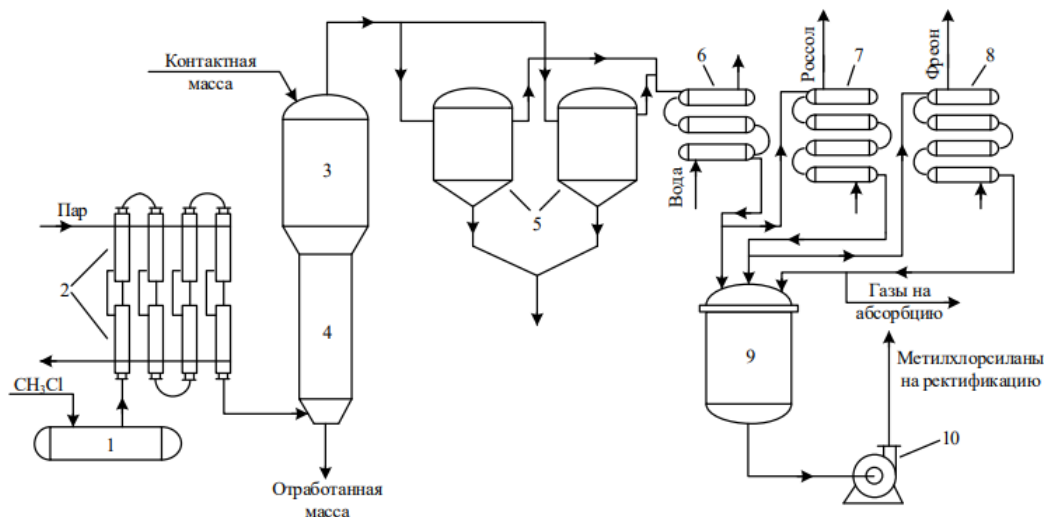 Контактная
масса
Пар
CH₃Cl
1
2
3
4
Отработанная
масса
5
6
Вода
Россол
7
Фреон
8
Газы на
абсорбцию
9
Метилхлорсиланы
на ректификацию
10